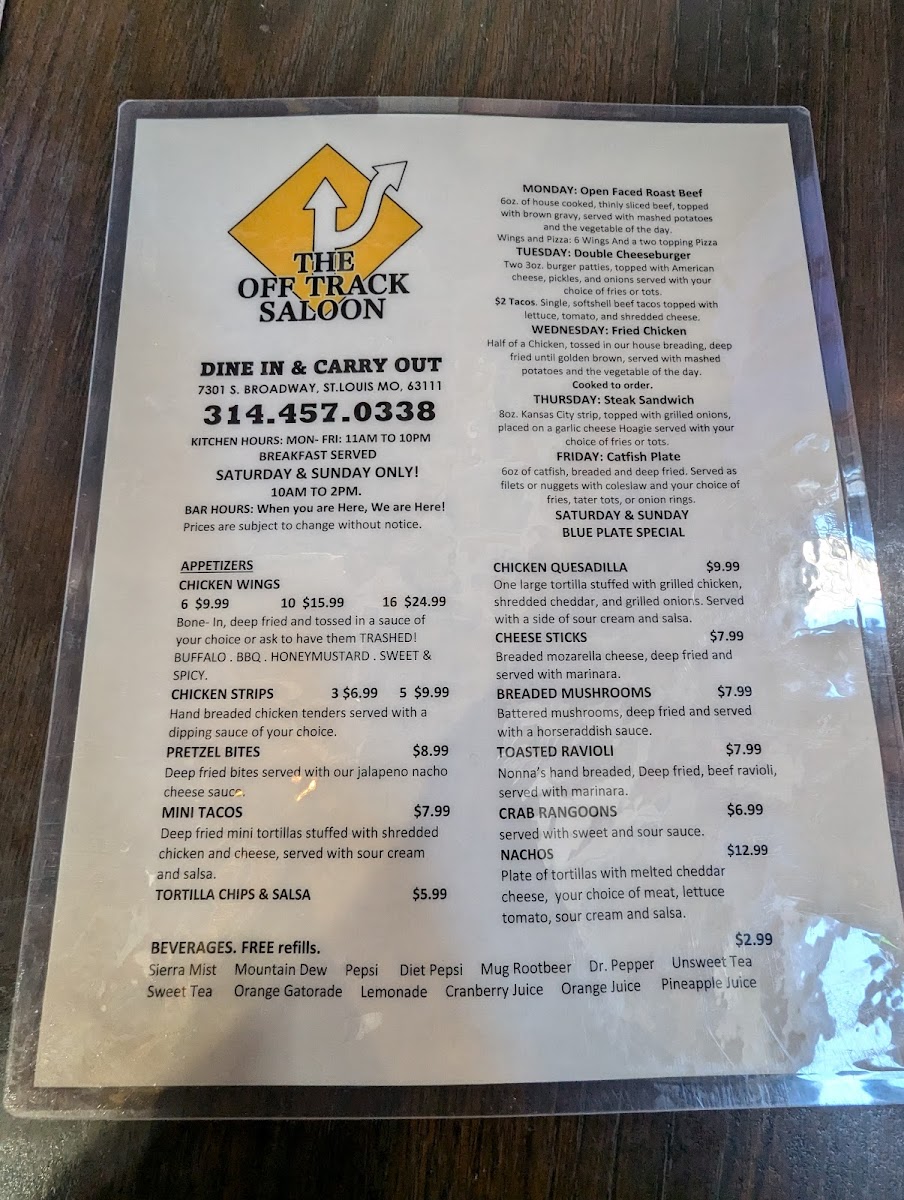 THE
OFF TRACK
SALOON
DINE IN & CARRY OUT
7301 S. BROADWAY, ST.LOUIS MO, 63111
314.457.0338
KITCHEN HOURS: MON- FRI: 11AM TO 10PM
BREAKFAST SERVED
SATURDAY & SUNDAY ONLY!
10AM TO 2PM.
BAR HOURS: When you are Here, We are Here!
Prices are subject to change without notice.
MONDAY: Open Faced Roast Beef
6oz. of house cooked, thinly sliced beef, topped
with brown gravy, served with mashed potatoes
and the vegetable of the day.
Wings and Pizza: 6 Wings And a two topping Pizza
TUESDAY: Double Cheeseburger
Two 3oz. burger patties, topped with American
cheese, pickles, and onions served with your
choice of fries or tots.
$2 Tacos. Single, softshell beef tacos topped with
lettuce, tomato, and shredded cheese.
WEDNESDAY: Fried Chicken
Half of a Chicken, tossed in our house breading, deep
fried until golden brown, served with mashed
potatoes and the vegetable of the day.
Cooked to order.
THURSDAY: Steak Sandwich
8oz. Kansas City strip, topped with grilled onions,
placed on a garlic cheese Hoagie served with your
choice of fries or tots.
FRIDAY: Catfish Plate
6oz of catfish, breaded and deep fried. Served as
filets or nuggets with coleslaw and your choice of
fries, tater tots, or onion rings.
SATURDAY & SUNDAY
BLUE PLATE SPECIAL
APPETIZERS
CHICKEN WINGS
6 $9.99 10 $15.99 16 $24.99
Bone- In, deep fried and tossed in a sauce of
your choice or ask to have them TRASHED!
BUFFALO . BBQ . HONEYMUSTARD . SWEET &
SPICY.
CHICKEN STRIPS 3 $6.99 5 $9.99
Hand breaded chicken tenders served with a
dipping sauce of your choice.
PRETZEL BITES $8.99
Deep fried bites served with our jalapeno nacho
cheese sauce.
MINI TACOS $7.99
Deep fried mini tortillas stuffed with shredded
chicken and cheese, served with sour cream
and salsa.
TORTILLA CHIPS & SALSA $5.99
CHICKEN QUESADILLA $9.99
One large tortilla stuffed with grilled chicken,
shredded cheddar, and grilled onions. Served
with a side of sour cream and salsa.
CHEESE STICKS $7.99
Breaded mozarella cheese, deep fried and
served with marinara.
BREADED MUSHROOMS $7.99
Battered mushrooms, deep fried and served
with a horseraddish sauce.
TOASTED RAVIOLI $7.99
Nonna's hand breaded, Deep fried, beef ravioli,
served with marinara.
CRAB RANGOONS $6.99
served with sweet and sour sauce.
NACHOS $12.99
Plate of tortillas with melted cheddar
cheese, your choice of meat, lettuce
tomato, sour cream and salsa.
BEVERAGES. FREE refills. $2.99
Sierra Mist Mountain Dew Pepsi Diet Pepsi Mug Rootbeer Dr. Pepper Unsweet Tea
Sweet Tea Orange Gatorade Lemonade Cranberry Juice Orange Juice Pineapple Juice